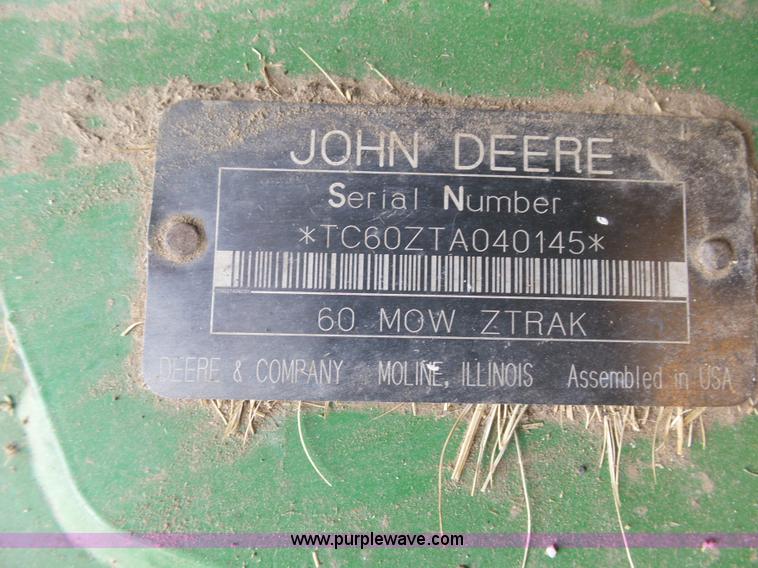 JOHN DEERE
Serial Number
*TC60ZTA040145*
60 MOW ZTRAK
DEERE & COMPANY MOLINE, ILLINOIS Assembled in USA
www.purplewave.com